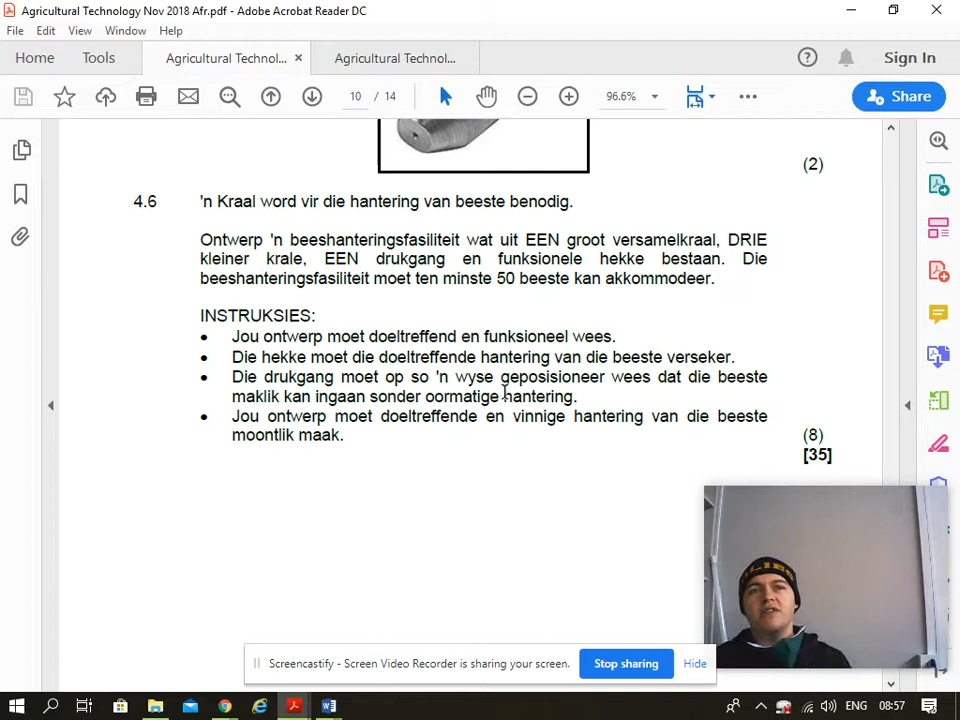 Agricultural Technology Nov 2018 Afr.pdf - Adobe Acrobat Reader DC
File Edit View Window Help
Home Tools Agricultural Technol... × Agricultural Technol... Sign In
10 / 14 96.6% Share
(2)
4.6 'n Kraal word vir die hantering van beeste benodig.
Ontwerp 'n beeshanteringsfasiliteit wat uit EEN groot versamelkraal, DRIE
kleiner krale, EEN drukgang en funksionele hekke bestaan. Die
beeshanteringsfasiliteit moet ten minste 50 beeste kan akkommodeer.
INSTRUKSIES:
• Jou ontwerp moet doeltreffend en funksioneel wees.
• Die hekke moet die doeltreffende hantering van die beeste verseker.
• Die drukgang moet op so 'n wyse geposisioneer wees dat die beeste
maklik kan ingaan sonder oormatige hantering.
• Jou ontwerp moet doeltreffende en vinnige hantering van die beeste
moontlik maak. (8)
[35]
Screencastify - Screen Video Recorder is sharing your screen. Stop sharing Hide
ENG 08:57